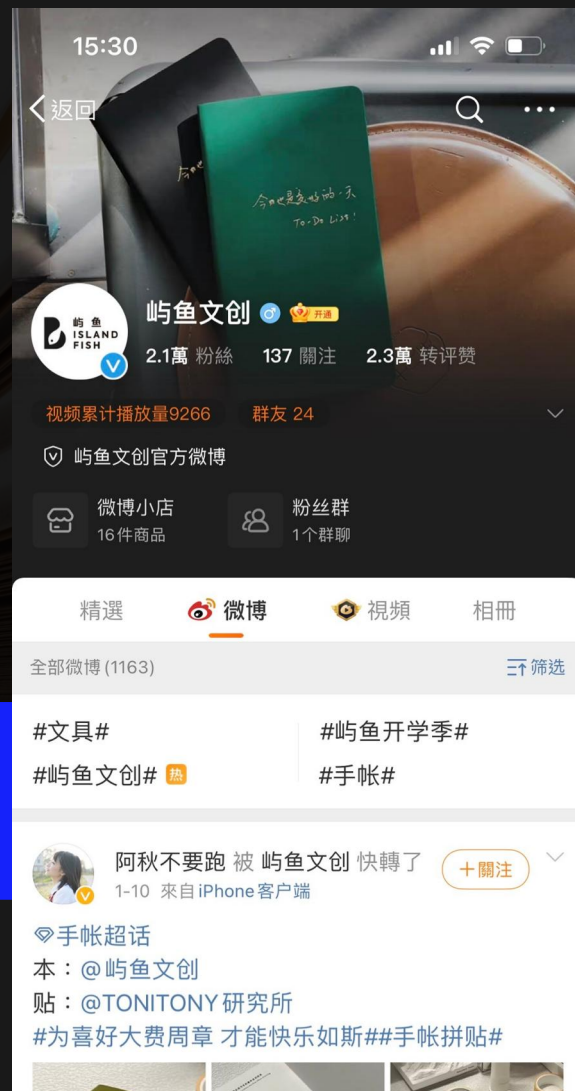 15:30
返回
今日也是美好的一天
To-Do List!
屿鱼
ISLAND
FISH
屿鱼文创 开通
2.1萬 粉絲 137 關注 2.3萬 转评赞
视频累计播放量9266 群友 24
屿鱼文创官方微博
微博小店 粉丝群
16件商品 1个群聊
精選 微博 視頻 相冊
全部微博(1163) 筛选
#文具# #屿鱼开学季#
#屿鱼文创# 热 #手帐#
阿秋不要跑 被 屿鱼文创 快轉了 +關注
1-10 來自iPhone客户端
手帐超话
本:@屿鱼文创
贴:@TONITONY研究所
#为喜好大费周章 才能快乐如斯##手帐拼贴#